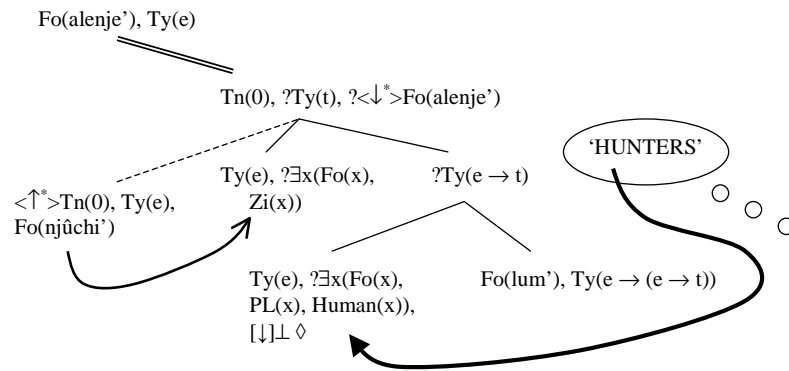 Fo(alenje’), Ty(e)
Tn(0), ?Ty(t), ?<↓*>Fo(alenje’)
‘HUNTERS’
<↑*>Tn(0), Ty(e),
Fo(njûchi’)
Ty(e), ?∃x(Fo(x),
Zi(x))
?Ty(e → t)
Ty(e), ?∃x(Fo(x),
PL(x), Human(x)),
[↓]⊥ ◊
Fo(lum’), Ty(e → (e → t))